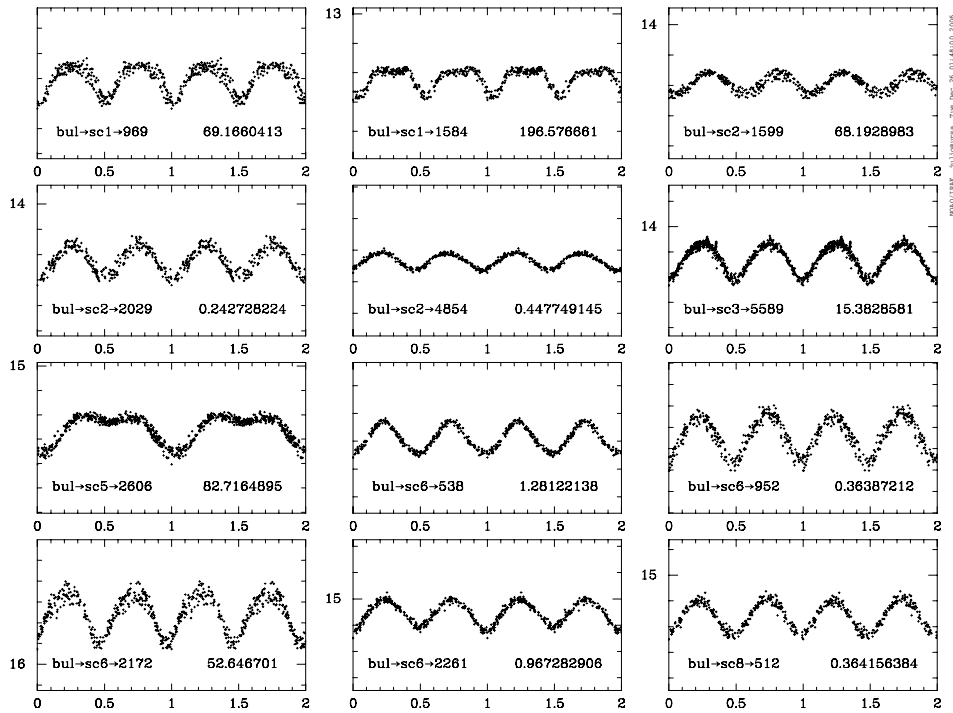 13
14
bul→sc1→969 69.1660413
bul→sc1→1584 196.576661
bul→sc2→1599 68.1928983
0 0.5 1 1.5 2
0 0.5 1 1.5 2
0 0.5 1 1.5 2
14
14
bul→sc2→2029 0.242728224
bul→sc2→4854 0.447749145
bul→sc3→5589 15.3828581
0 0.5 1 1.5 2
0 0.5 1 1.5 2
0 0.5 1 1.5 2
15
bul→sc5→2606 82.7164895
bul→sc6→538 1.28122138
bul→sc6→952 0.36387212
0 0.5 1 1.5 2
0 0.5 1 1.5 2
0 0.5 1 1.5 2
15
15
16
bul→sc6→2172 52.646701
bul→sc6→2261 0.967282906
bul→sc8→512 0.364156384
0 0.5 1 1.5 2
0 0.5 1 1.5 2
0 0.5 1 1.5 2